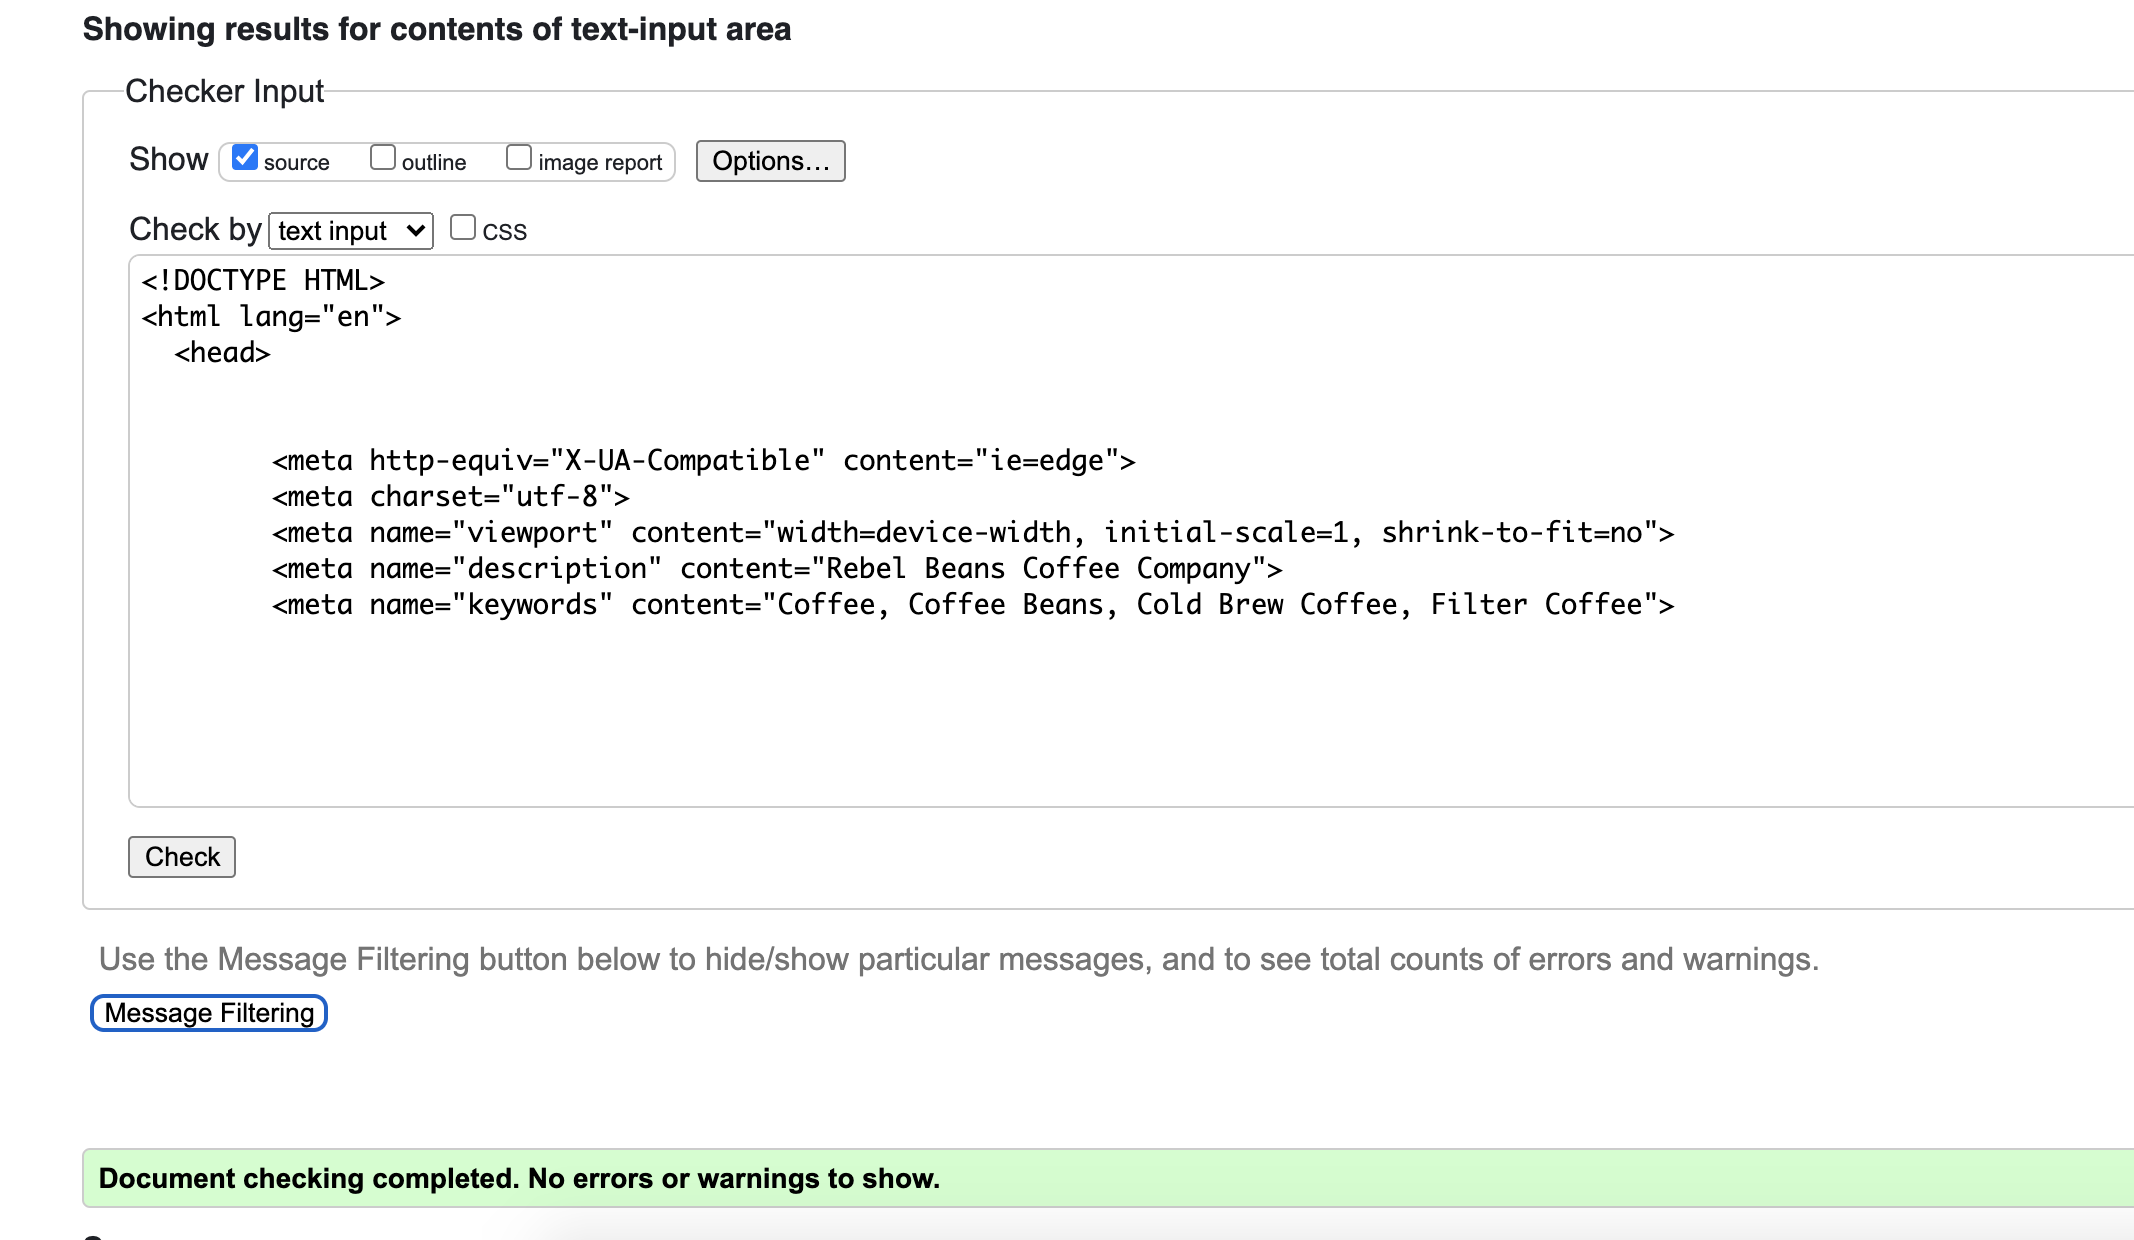 Showing results for contents of text-input area
Checker Input
Show source outline image report Options...
Check by text input CSS
<!DOCTYPE HTML>
<html lang="en">
<head>
<meta http-equiv="X-UA-Compatible" content="ie=edge">
<meta charset="utf-8">
<meta name="viewport" content="width=device-width, initial-scale=1, shrink-to-fit=no">
<meta name="description" content="Rebel Beans Coffee Company">
<meta name="keywords" content="Coffee, Coffee Beans, Cold Brew Coffee, Filter Coffee">
Check
Use the Message Filtering button below to hide/show particular messages, and to see total counts of errors and warnings.
Message Filtering
Document checking completed. No errors or warnings to show.